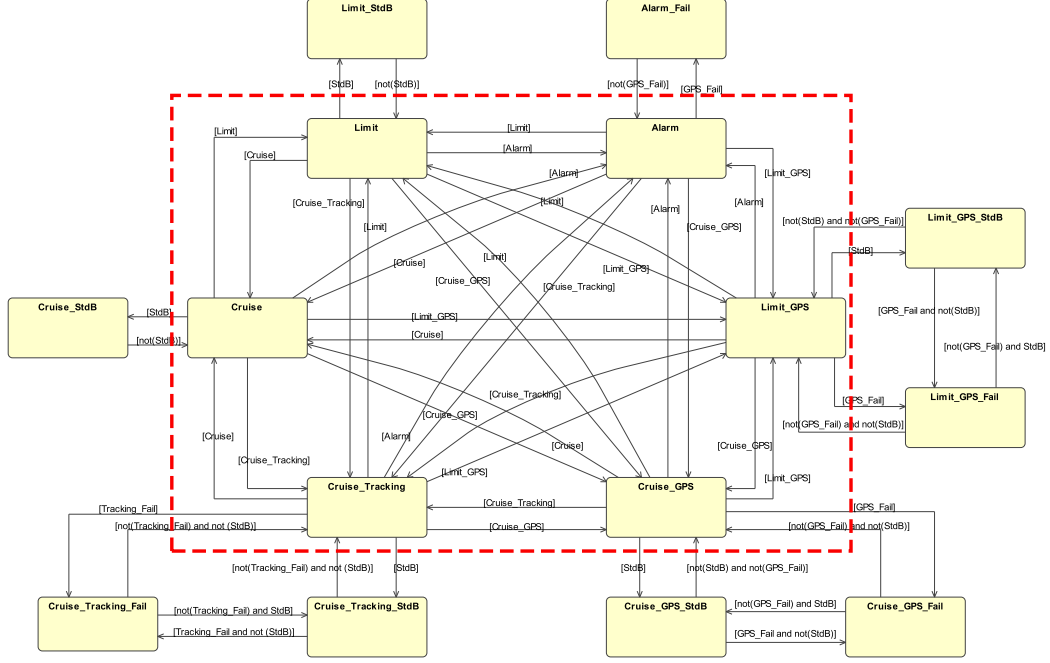 Limit_StdB
Alarm_Fail
[StdB]
[not(StdB)]
[not(GPS_Fail)]
[GPS_Fail]
Limit
Alarm
[Limit]
[Limit]
[Alarm]
[Cruise]
[Alarm]
[Limit_GPS]
[Cruise_Tracking]
[Limit]
[Alarm]
[Alarm]
[Limit]
[Cruise_GPS]
[not(StdB) and not(GPS_Fail)]
Limit_GPS_StdB
[StdB]
[Limit]
[Cruise]
[Limit_GPS]
[Cruise_GPS]
[Cruise_Tracking]
Cruise_StdB
Cruise
Limit_GPS
[StdB]
[not(StdB)]
[Limit_GPS]
[Cruise]
[GPS_Fail and not(StdB)]
[not(GPS_Fail) and StdB]
Limit_GPS_Fail
[Cruise_Tracking]
[GPS_Fail]
[Cruise_GPS]
[not(GPS_Fail) and not(StdB)]
[Cruise]
[Alarm]
[Cruise]
[Cruise_GPS]
[Cruise_Tracking]
[Limit_GPS]
[Limit_GPS]
Cruise_Tracking
Cruise_GPS
[Tracking_Fail]
[Cruise_Tracking]
[GPS_Fail]
[not(Tracking_Fail) and not (StdB)]
[Cruise_GPS]
[not(GPS_Fail) and not(StdB)]
[not(Tracking_Fail) and not (StdB)]
[StdB]
[StdB]
[not(StdB) and not(GPS_Fail)]
Cruise_Tracking_Fail
Cruise_Tracking_StdB
Cruise_GPS_StdB
Cruise_GPS_Fail
[not(Tracking_Fail) and StdB]
[not(GPS_Fail) and StdB]
[Tracking_Fail and not (StdB)]
[GPS_Fail and not(StdB)]